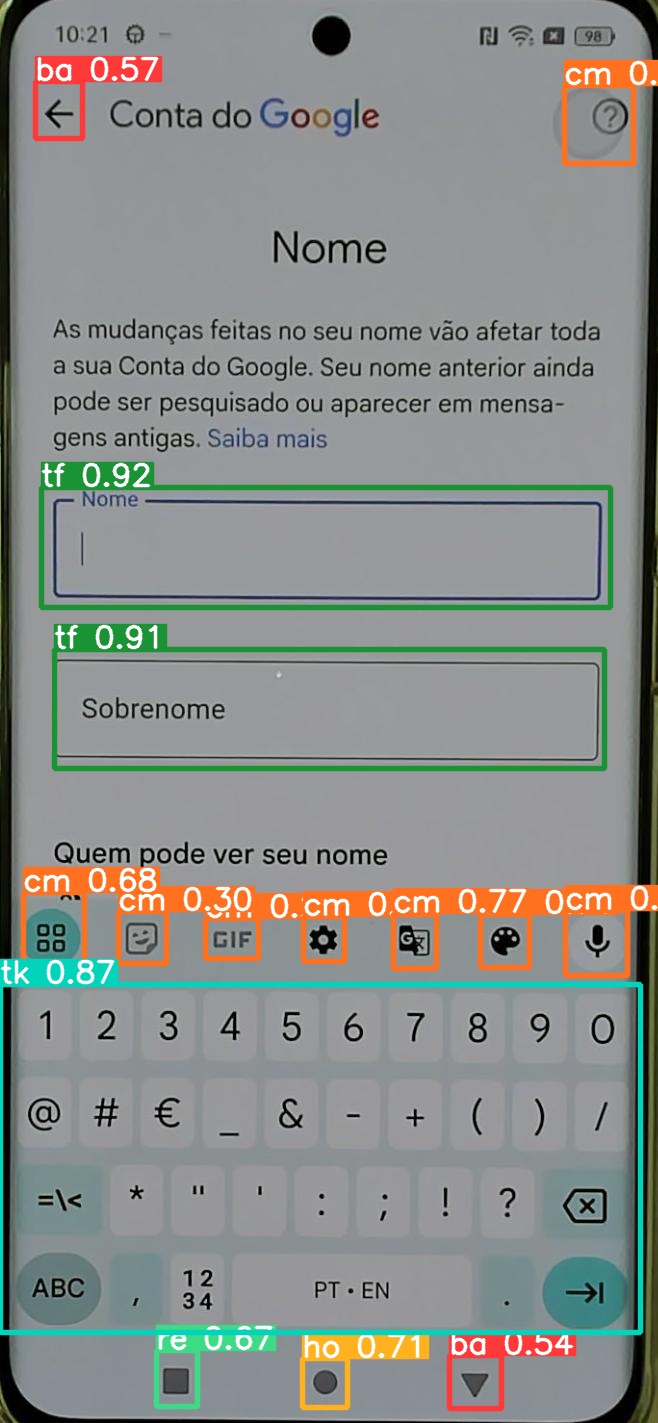 10:21
98
ba 0.57
cm 0.
Conta do Google
Nome
As mudanças feitas no seu nome vão afetar toda
a sua Conta do Google. Seu nome anterior ainda
pode ser pesquisado ou aparecer em mensa-
gens antigas. Saiba mais
tf 0.92
Nome
tf 0.91
Sobrenome
Quem pode ver seu nome
cm 0.68
cm 0.30
cm 0.
cm 0.
cm 0.77
cm 0.
GIF
G
tk 0.87
1 2 3 4 5 6 7 8 9 0
@ # € _ & - + ( ) /
=\< * " ' : ; ! ?
ABC , 12 PT • EN .
34
re 0.67
ho 0.71
ba 0.54